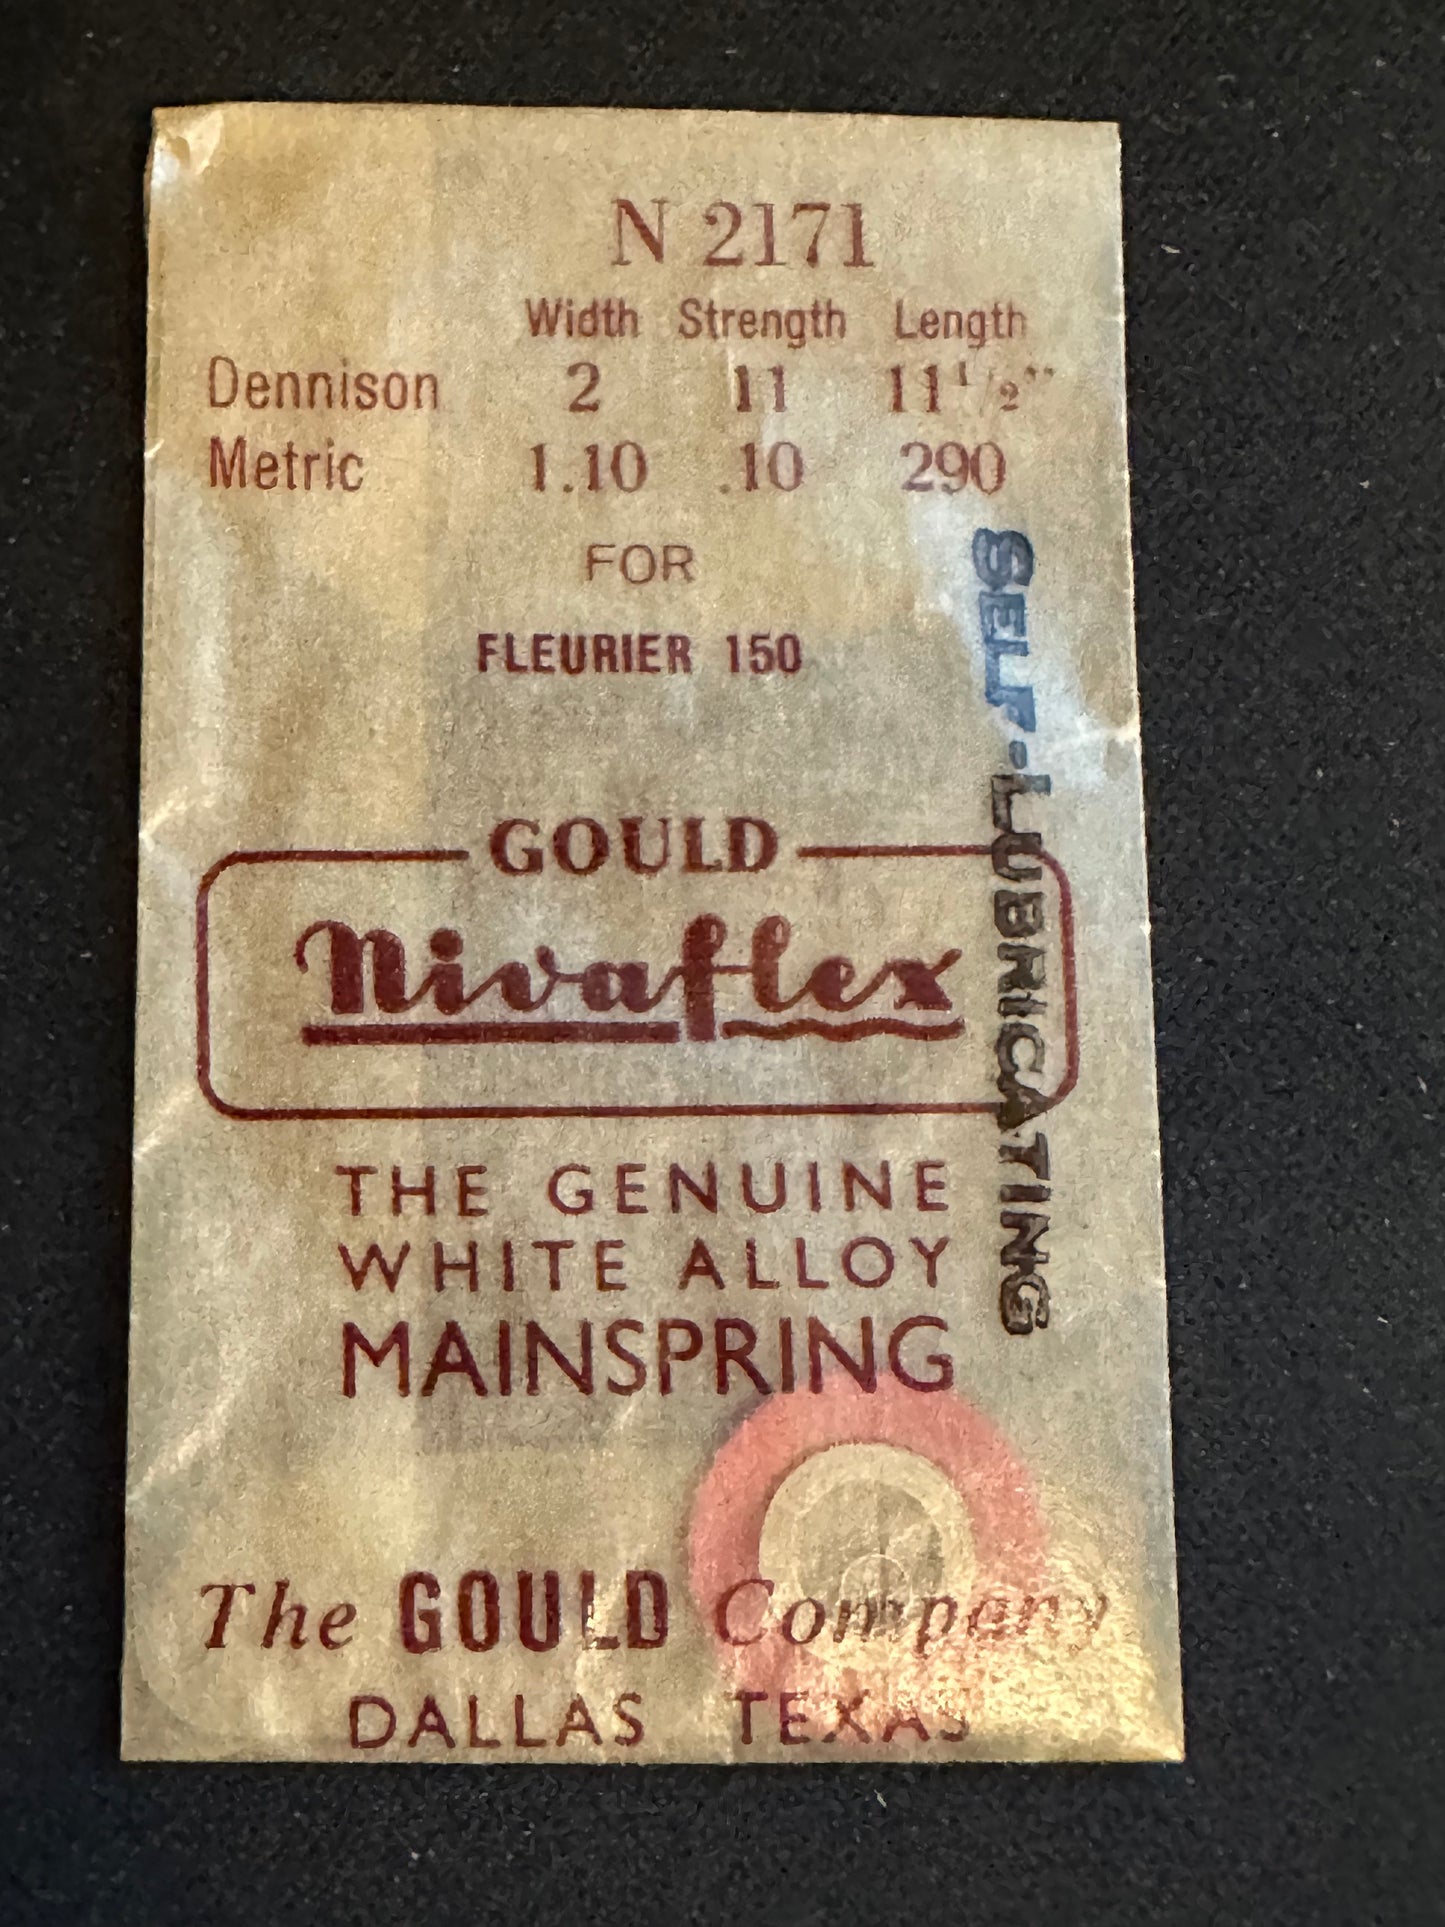 N 2171
Width Strength Length
Dennison 2 11 11 1/2"
Metric 1.10 .10 290
FOR
FLEURIER 150
SELF-LUBRICATING
GOULD
Nivaflex
THE GENUINE
WHITE ALLOY
MAINSPRING
The GOULD Company
DALLAS TEXAS